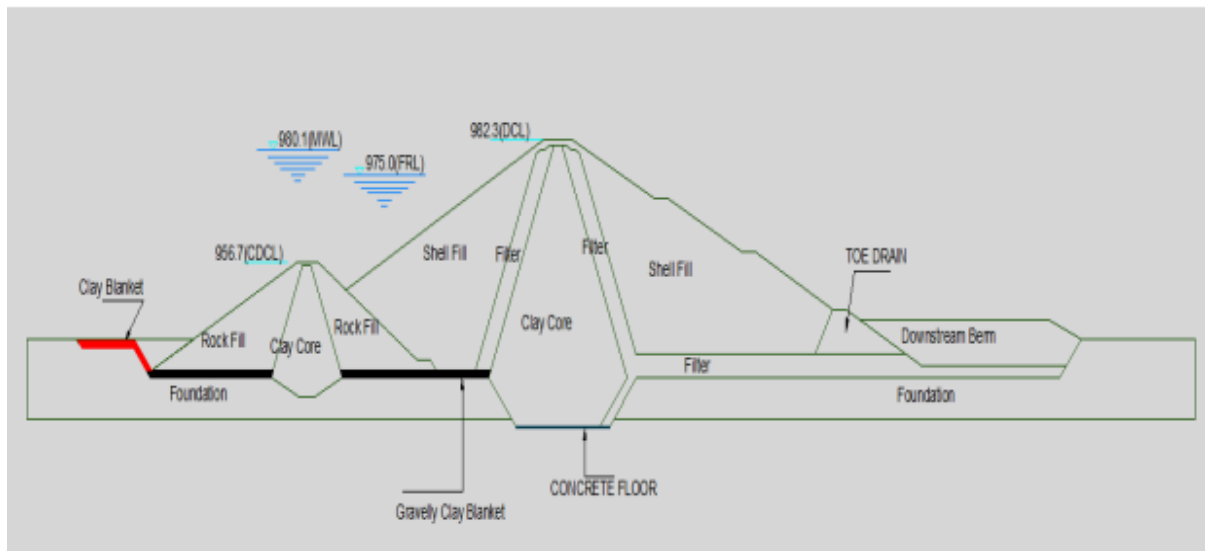 982.3(DCL)
980.1(MWL)
975.0(FRL)
956.7(CDCL)
Shell Fill
Filter
Filter
Shell Fill
TOE DRAIN
Clay Blanket
Rock Fill
Clay Core
Rock Fill
Clay Core
Downstream Berm
Filter
Foundation
Foundation
CONCRETE FLOOR
Gravelly Clay Blanket